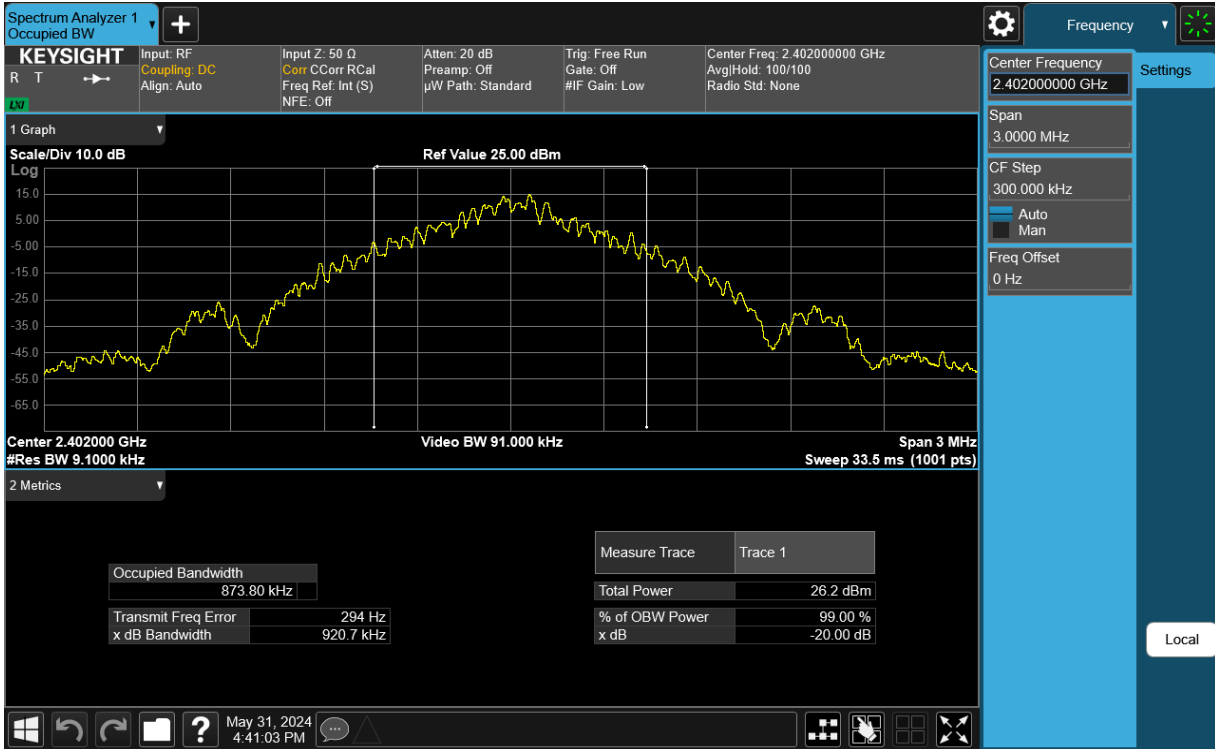 Spectrum Analyzer 1
Occupied BW
Frequency
KEYSIGHT
R T
LXI
Input: RF
Coupling: DC
Align: Auto
Input Z: 50 Ω
Corr CCorr RCal
Freq Ref: Int (S)
NFE: Off
Atten: 20 dB
Preamp: Off
µW Path: Standard
Trig: Free Run
Gate: Off
#IF Gain: Low
Center Freq: 2.402000000 GHz
Avg|Hold: 100/100
Radio Std: None
Center Frequency
2.402000000 GHz
Settings
Span
3.0000 MHz
CF Step
300.000 kHz
Auto
Man
Freq Offset
0 Hz
1 Graph
Scale/Div 10.0 dB
Ref Value 25.00 dBm
Log
15.0
5.00
-5.00
-15.0
-25.0
-35.0
-45.0
-55.0
-65.0
Center 2.402000 GHz
Video BW 91.000 kHz
Span 3 MHz
#Res BW 9.1000 kHz
Sweep 33.5 ms (1001 pts)
2 Metrics
Measure Trace Trace 1
Occupied Bandwidth
873.80 kHz
Total Power 26.2 dBm
Transmit Freq Error 294 Hz
% of OBW Power 99.00 %
x dB Bandwidth 920.7 kHz
x dB -20.00 dB
Local
?
May 31, 2024
4:41:03 PM